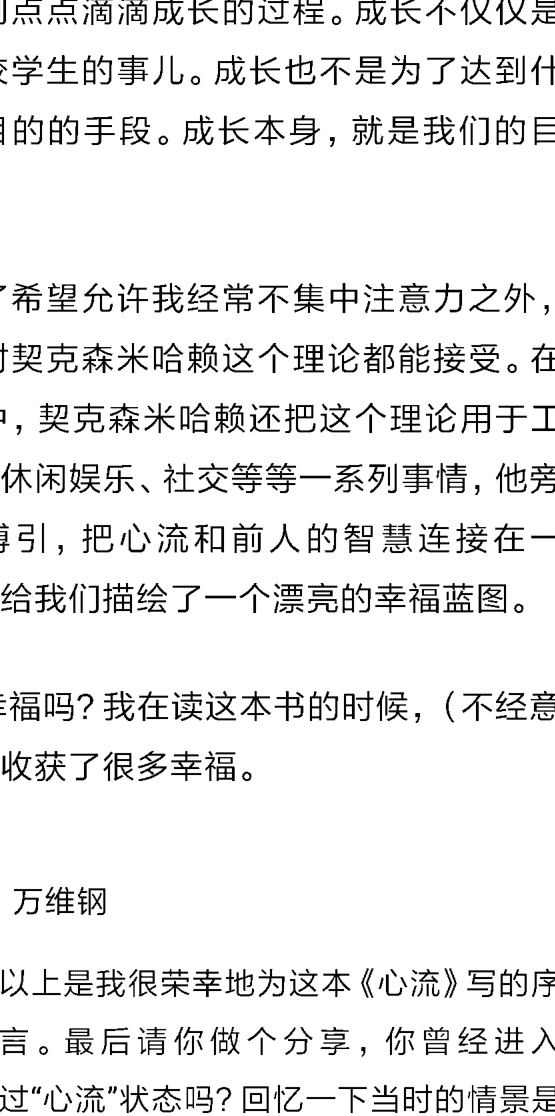 点点滴滴成长的过程。成长不仅仅是
学生的事儿。成长也不是为了达到什
目的的手段。成长本身，就是我们的目
了希望允许我经常不集中注意力之外，
对契克森米哈赖这个理论都能接受。在
中，契克森米哈赖还把这个理论用于工
休闲娱乐、社交等等一系列事情，他旁
博引，把心流和前人的智慧连接在一
给我们描绘了一个漂亮的幸福蓝图。
幸福吗？我在读这本书的时候，（不经意
收获了很多幸福。
万维钢
以上是我很荣幸地为这本《心流》写的序
言。最后请你做个分享，你曾经进入
过“心流”状态吗？回忆一下当时的情景是